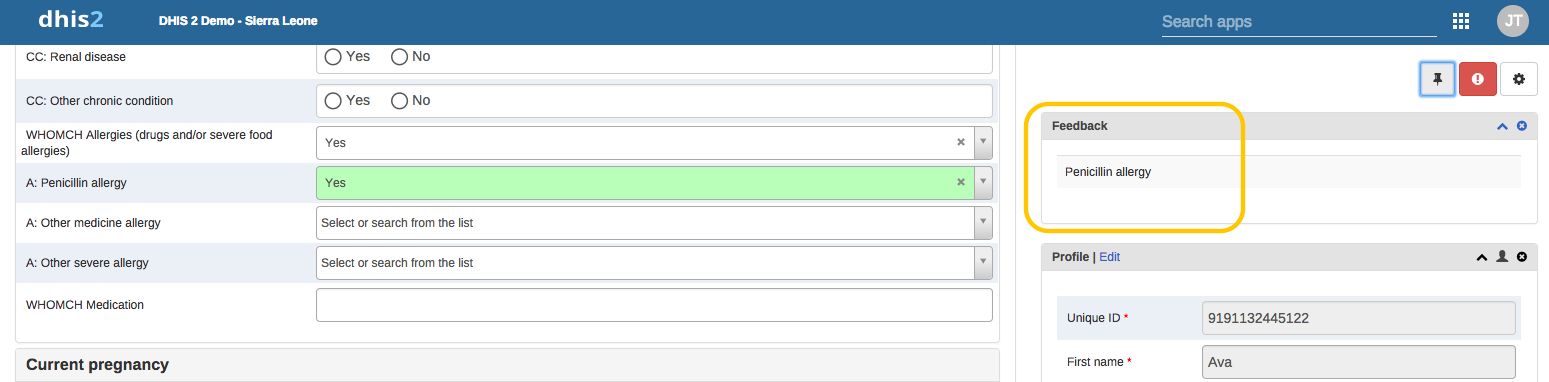 dhis2
DHIS 2 Demo - Sierra Leone
Search apps
JT
CC: Renal disease
Yes No
CC: Other chronic condition
Yes No
WHOMCH Allergies (drugs and/or severe food
allergies)
Yes
A: Penicillin allergy
Yes
A: Other medicine allergy
Select or search from the list
A: Other severe allergy
Select or search from the list
WHOMCH Medication
Current pregnancy
Feedback
Penicillin allergy
Profile | Edit
Unique ID *
9191132445122
First name *
Ava